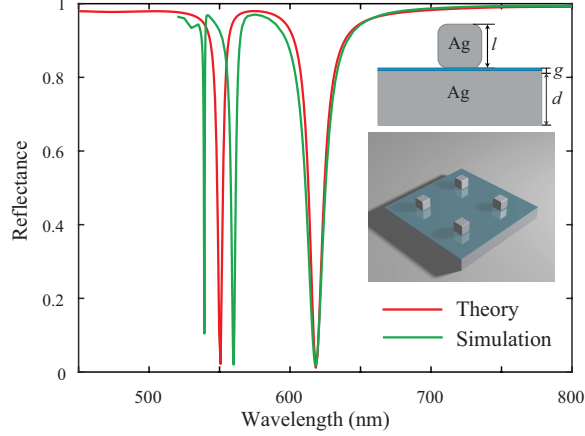 1
0.8
0.6
0.4
0.2
0
500
600
700
800
Reflectance
Wavelength (nm)
Ag
l
g
Ag
d
Theory
Simulation